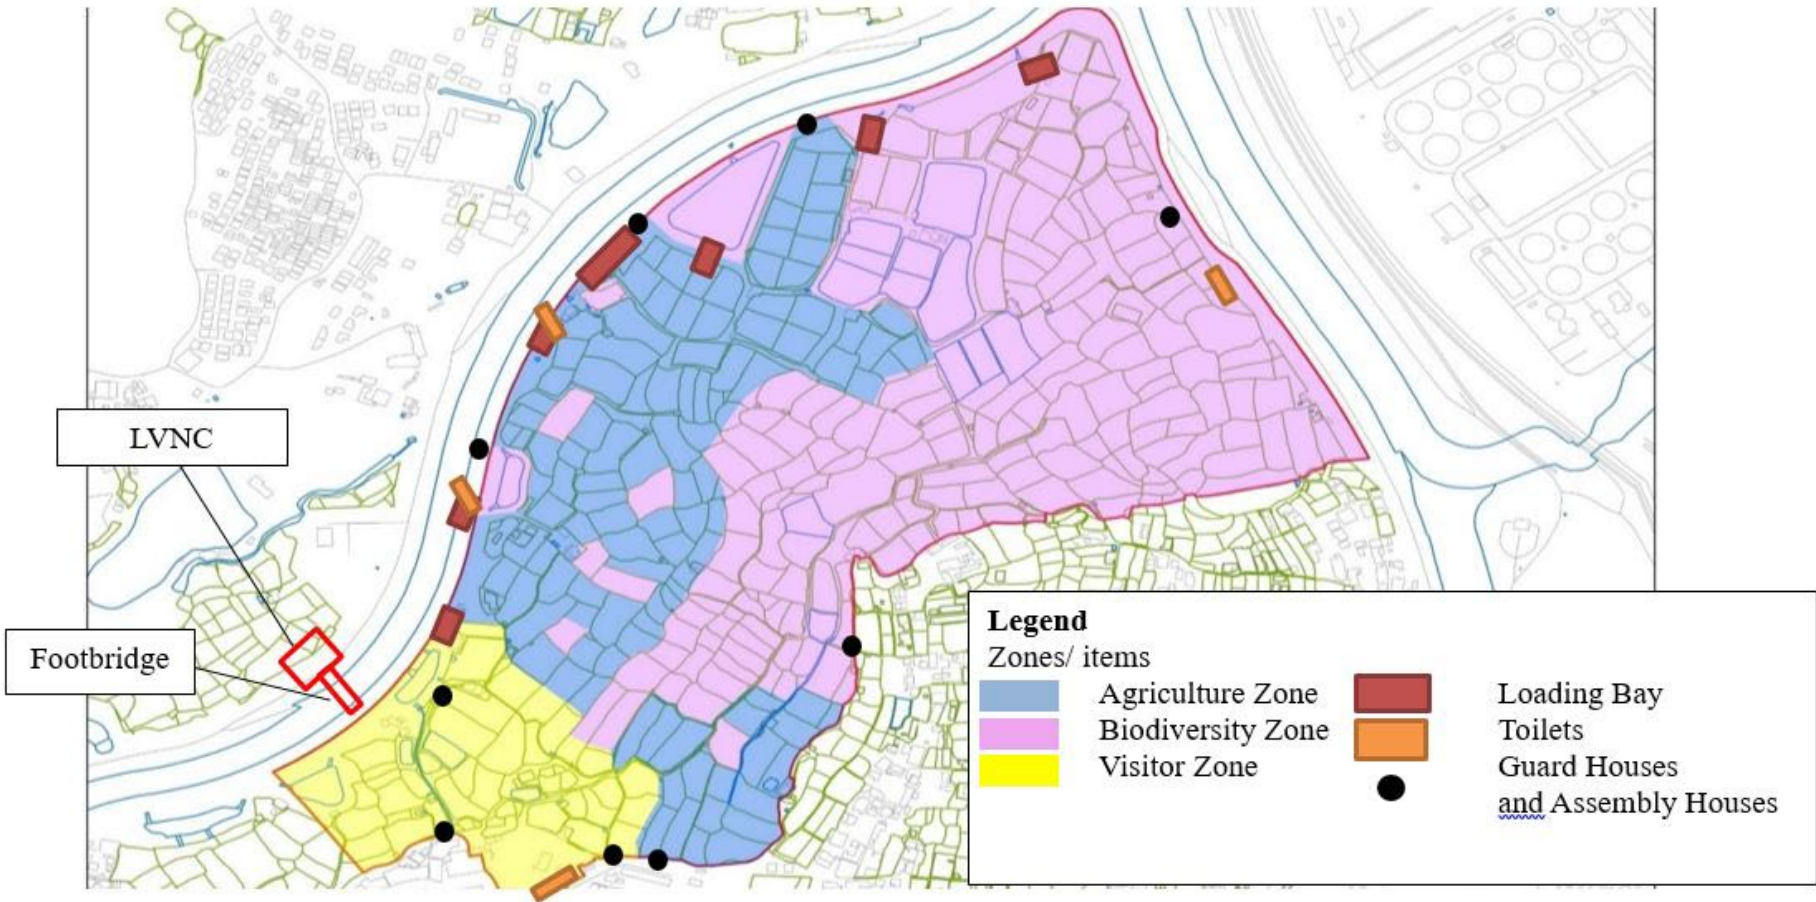 LVNC
Footbridge
Legend
Zones/ items
Agriculture Zone
Biodiversity Zone
Visitor Zone
Loading Bay
Toilets
Guard Houses
and Assembly Houses